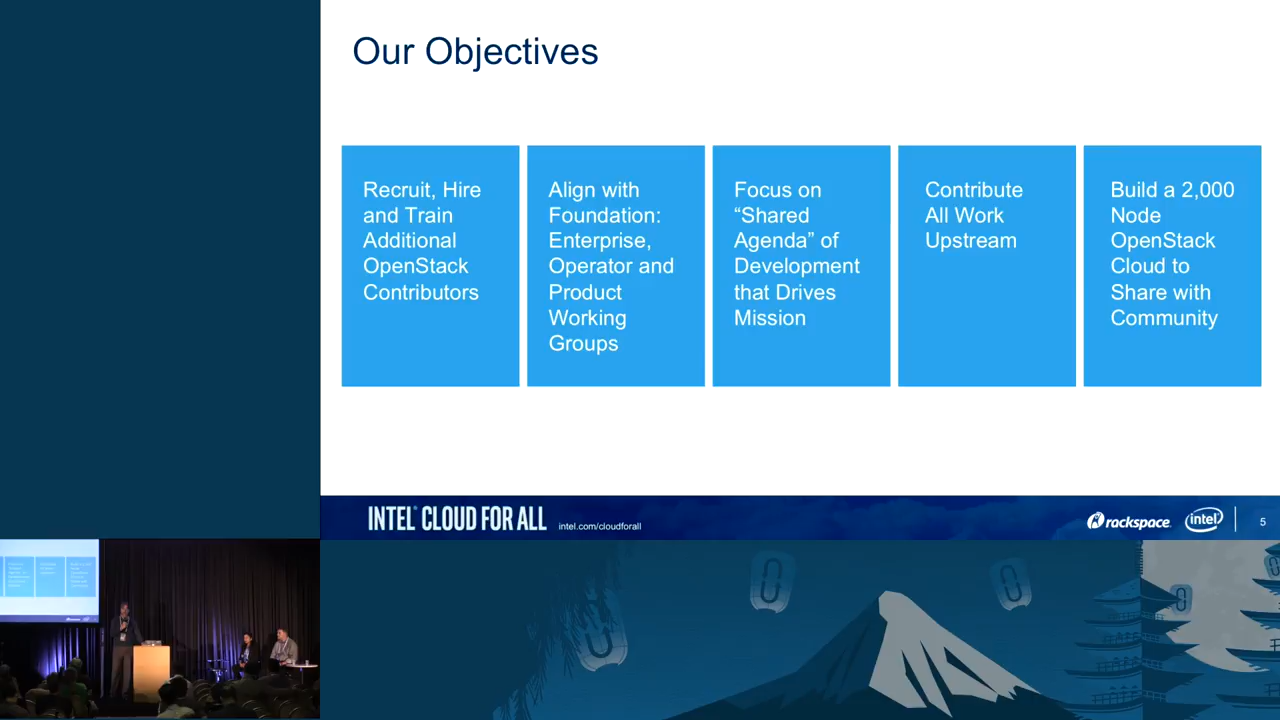 Our Objectives
Recruit, Hire
and Train
Additional
OpenStack
Contributors
Align with
Foundation:
Enterprise,
Operator and
Product
Working
Groups
Focus on
“Shared
Agenda” of
Development
that Drives
Mission
Contribute
All Work
Upstream
Build a 2,000
Node
OpenStack
Cloud to
Share with
Community
INTEL® CLOUD FOR ALL
intel.com/cloudforall
rackspace
intel
5